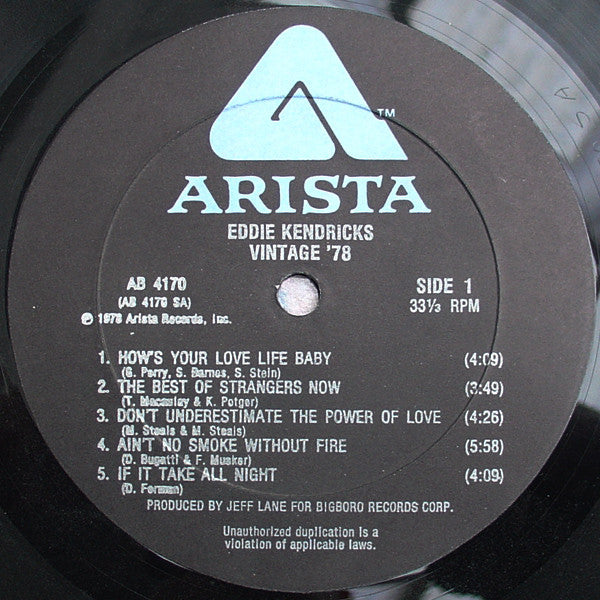 ™
ARISTA
EDDIE KENDRICKS
VINTAGE '78
AB 4170
(AB 4170 SA)
℗ 1978 Arista Records, Inc.
SIDE 1
33⅓ RPM
1. HOW'S YOUR LOVE LIFE BABY (4:09)
(G. Perry, S. Barnes, S. Stein)
2. THE BEST OF STRANGERS NOW (3:49)
(T. Macauley & K. Potger)
3. DON'T UNDERESTIMATE THE POWER OF LOVE (4:26)
(M. Steals & M. Steals)
4. AIN'T NO SMOKE WITHOUT FIRE (5:58)
(D. Bugatti & F. Musker)
5. IF IT TAKE ALL NIGHT (4:09)
(D. Forman)
PRODUCED BY JEFF LANE FOR BIGBORO RECORDS CORP.
Unauthorized duplication is a
violation of applicable laws.